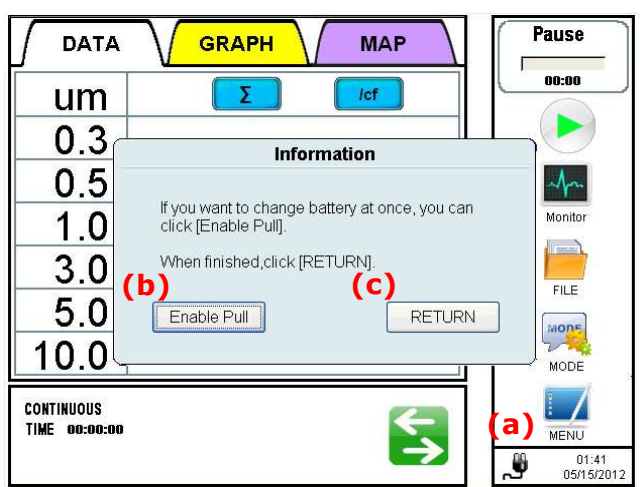 DATA
GRAPH
MAP
um
Σ
/cf
0.3
0.5
1.0
3.0
5.0
10.0
Information
If you want to change battery at once, you can
click [Enable Pull].
When finished,click [RETURN].
(b)
(c)
Enable Pull
RETURN
CONTINUOUS
TIME 00:00:00
Pause
00:00
Monitor
FILE
MODE
MODE
(a)
MENU
01:41
05/15/2012